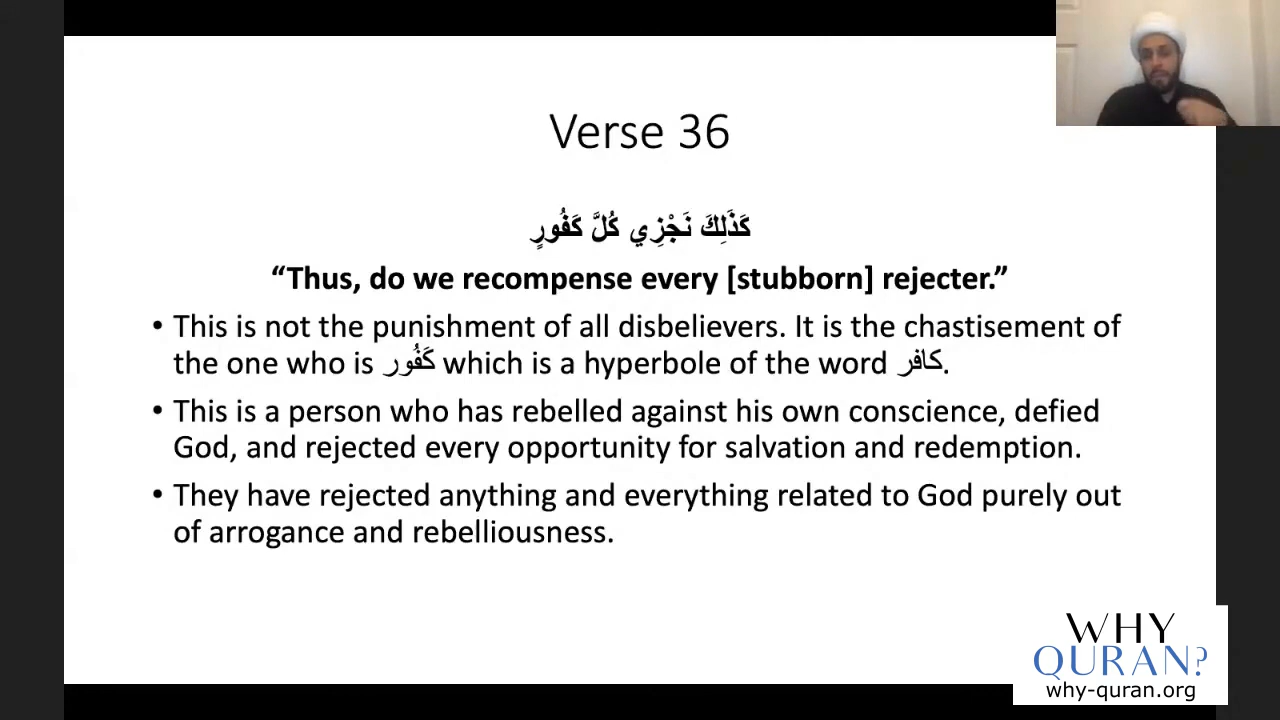 Verse 36
كَذَلِكَ نَجْزِي كُلَّ كَفُورٍ
“Thus, do we recompense every [stubborn] rejecter.”
• This is not the punishment of all disbelievers. It is the chastisement of
the one who is كَفُور which is a hyperbole of the word كافر.
• This is a person who has rebelled against his own conscience, defied
God, and rejected every opportunity for salvation and redemption.
• They have rejected anything and everything related to God purely out
of arrogance and rebelliousness.
WHY
QURAN?
why-quran.org